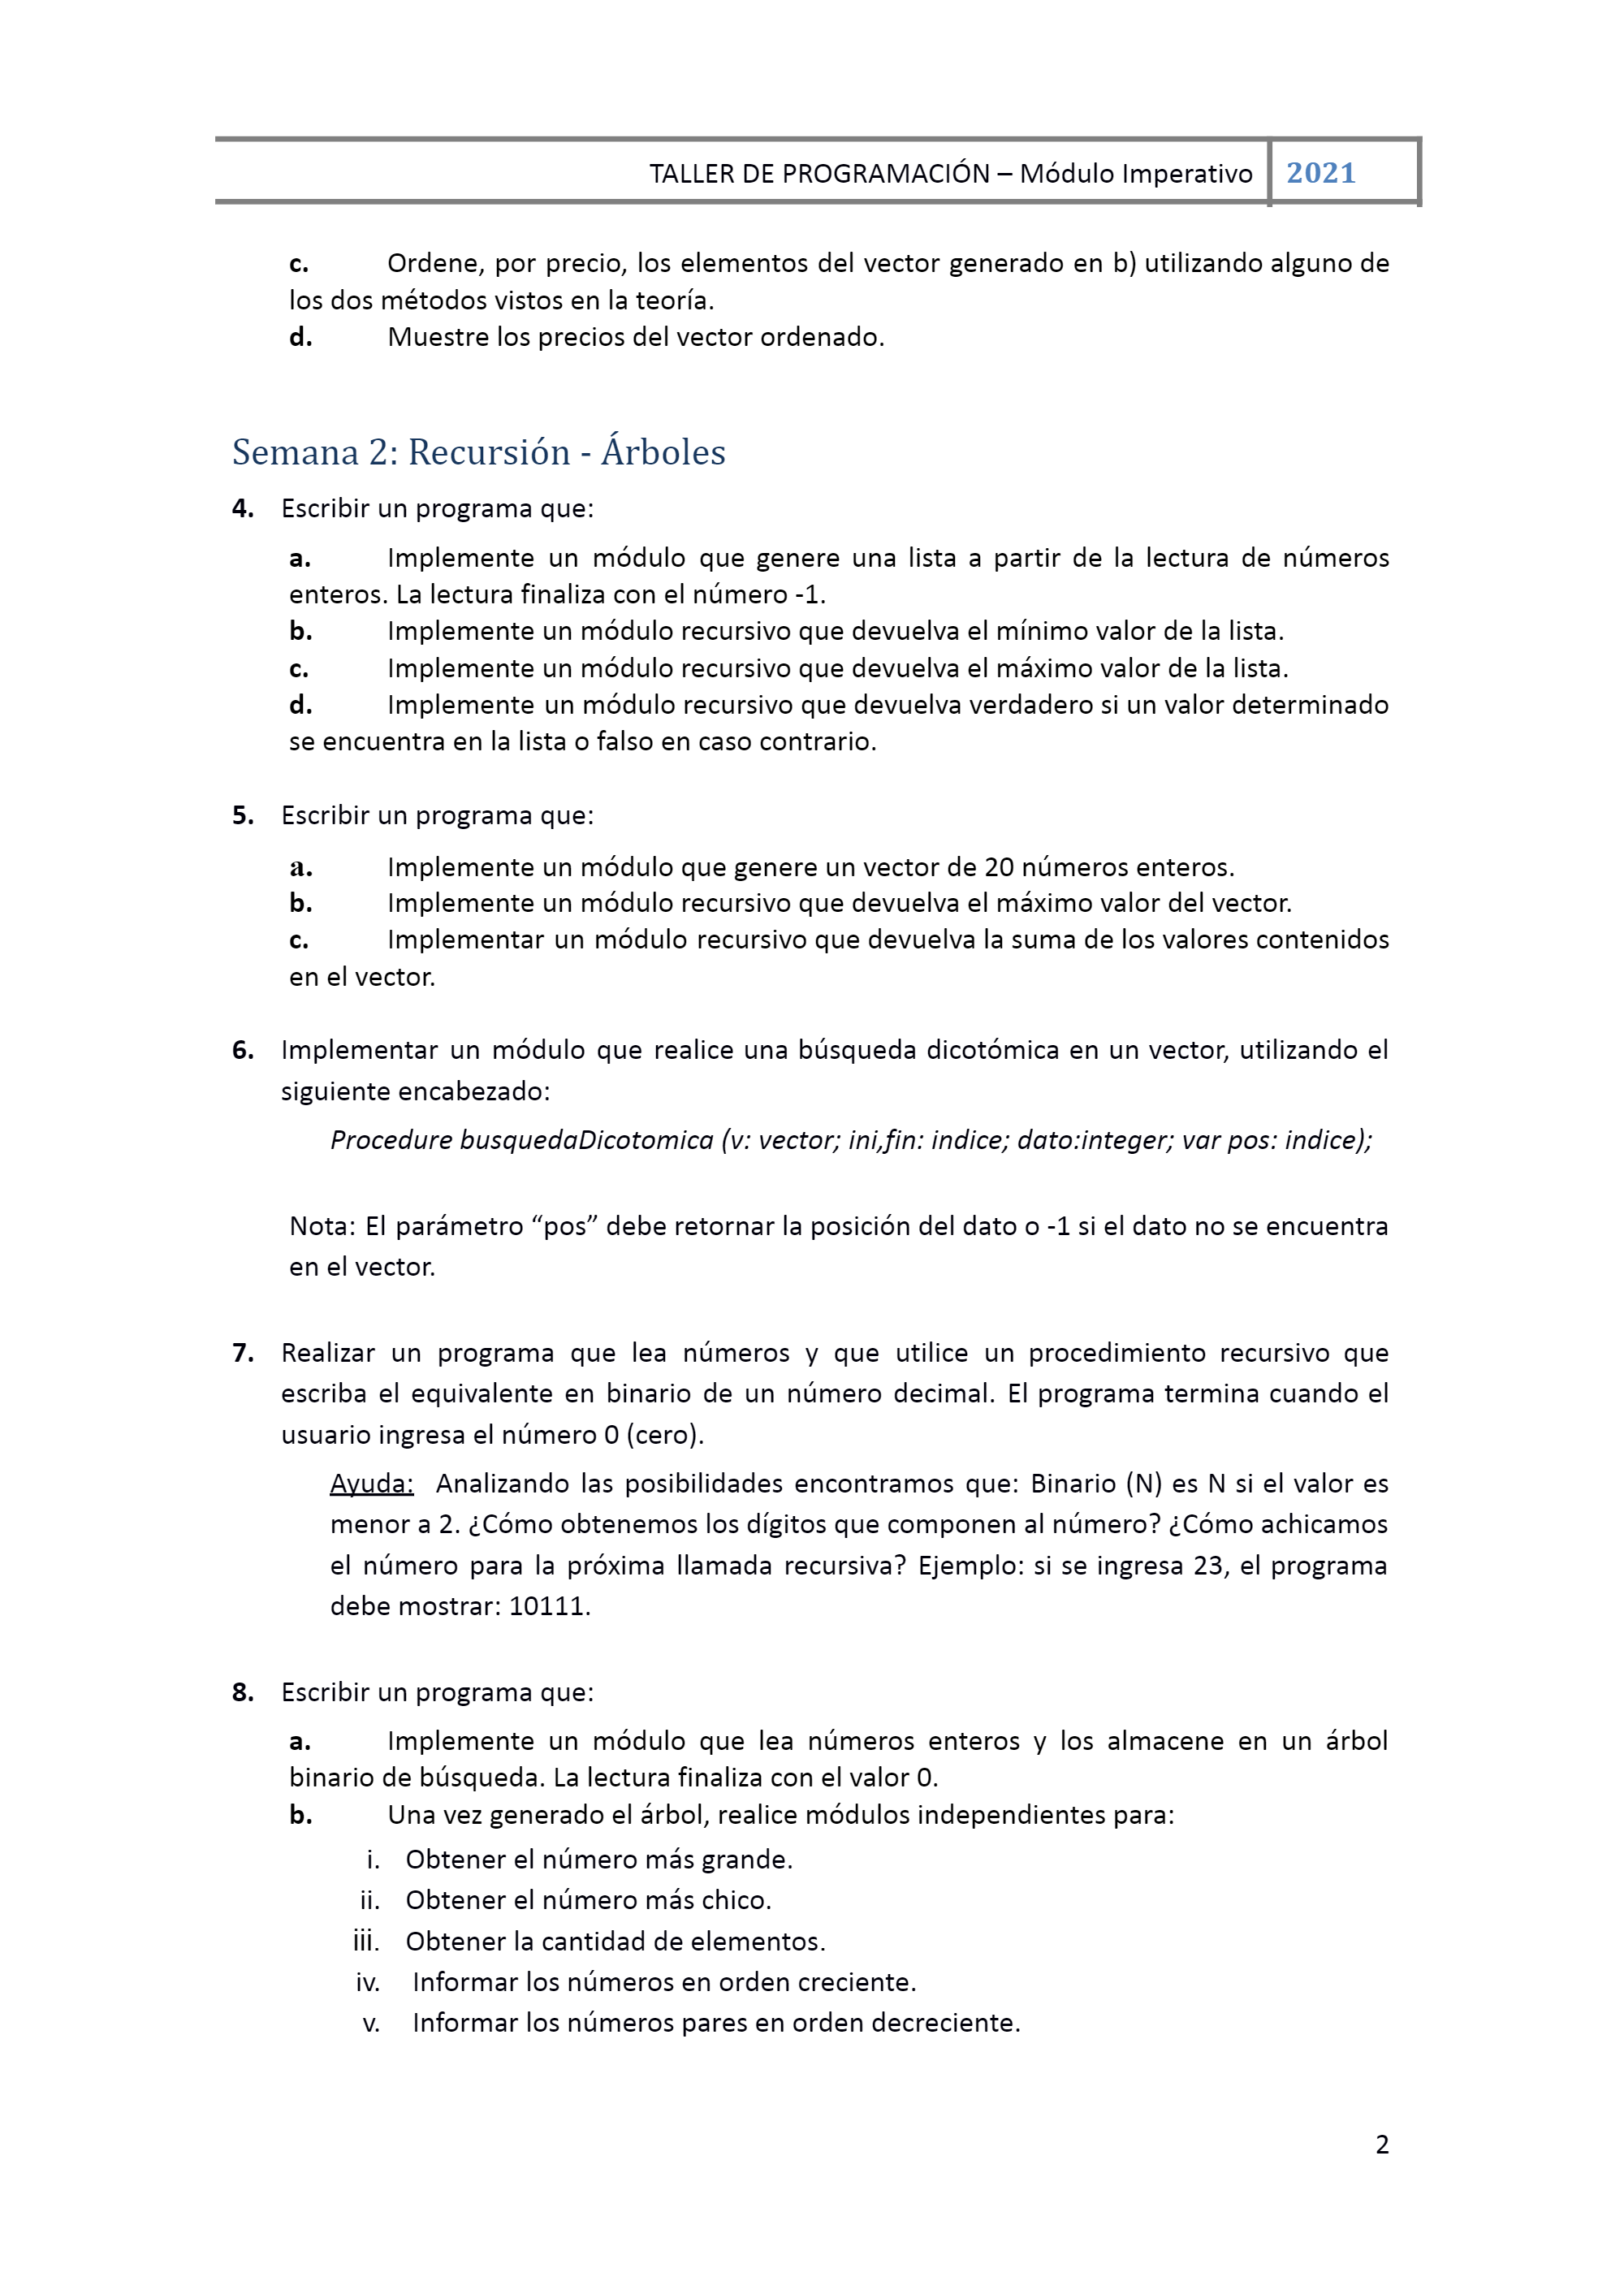 TALLER DE PROGRAMACIÓN – Módulo Imperativo 2021
c. Ordene, por precio, los elementos del vector generado en b) utilizando alguno de
los dos métodos vistos en la teoría.
d. Muestre los precios del vector ordenado.
Semana 2: Recursión - Árboles
4. Escribir un programa que:
a. Implemente un módulo que genere una lista a partir de la lectura de números
enteros. La lectura finaliza con el número -1.
b. Implemente un módulo recursivo que devuelva el mínimo valor de la lista.
c. Implemente un módulo recursivo que devuelva el máximo valor de la lista.
d. Implemente un módulo recursivo que devuelva verdadero si un valor determinado
se encuentra en la lista o falso en caso contrario.
5. Escribir un programa que:
a. Implemente un módulo que genere un vector de 20 números enteros.
b. Implemente un módulo recursivo que devuelva el máximo valor del vector.
c. Implementar un módulo recursivo que devuelva la suma de los valores contenidos
en el vector.
6. Implementar un módulo que realice una búsqueda dicotómica en un vector, utilizando el
siguiente encabezado:
Procedure busquedaDicotomica (v: vector; ini,fin: indice; dato:integer; var pos: indice);
Nota: El parámetro “pos” debe retornar la posición del dato o -1 si el dato no se encuentra
en el vector.
7. Realizar un programa que lea números y que utilice un procedimiento recursivo que
escriba el equivalente en binario de un número decimal. El programa termina cuando el
usuario ingresa el número 0 (cero).
Ayuda: Analizando las posibilidades encontramos que: Binario (N) es N si el valor es
menor a 2. ¿Cómo obtenemos los dígitos que componen al número? ¿Cómo achicamos
el número para la próxima llamada recursiva? Ejemplo: si se ingresa 23, el programa
debe mostrar: 10111.
8. Escribir un programa que:
a. Implemente un módulo que lea números enteros y los almacene en un árbol
binario de búsqueda. La lectura finaliza con el valor 0.
b. Una vez generado el árbol, realice módulos independientes para:
i. Obtener el número más grande.
ii. Obtener el número más chico.
iii. Obtener la cantidad de elementos.
iv. Informar los números en orden creciente.
v. Informar los números pares en orden decreciente.
2